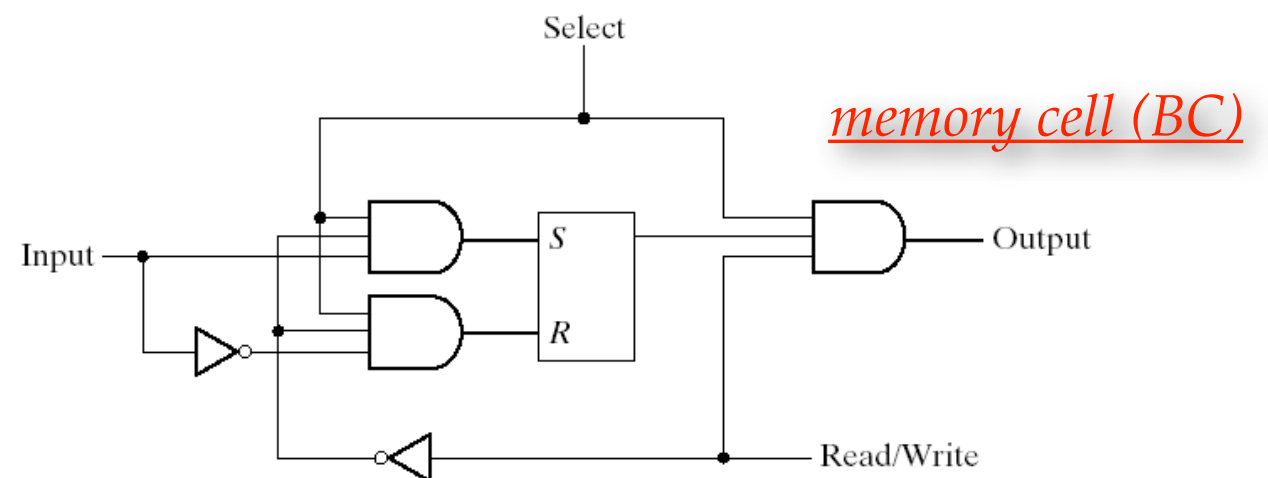 Select
memory cell (BC)
Input
S
Output
R
Read/Write